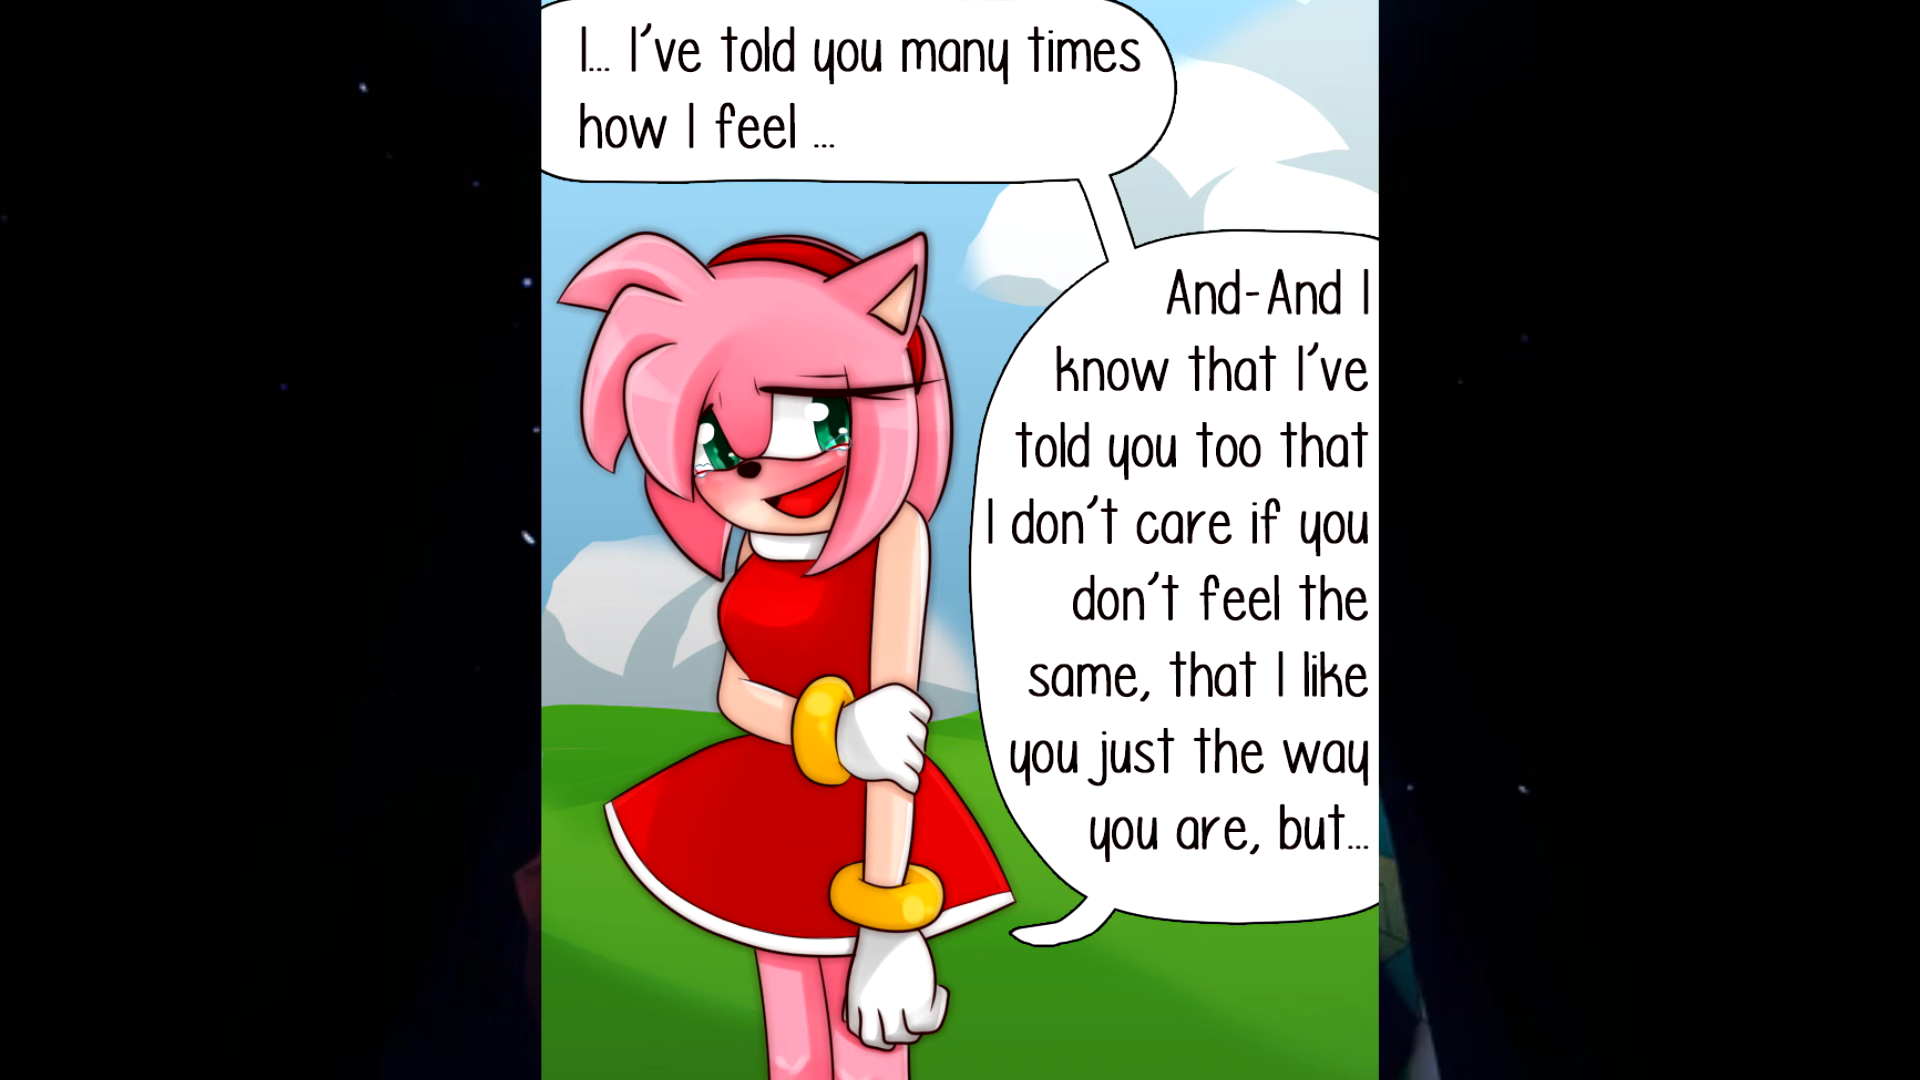 I... I've told you many times
how I feel ...
And-And I
know that I've
told you too that
I don't care if you
don't feel the
same, that I like
you just the way
you are, but...